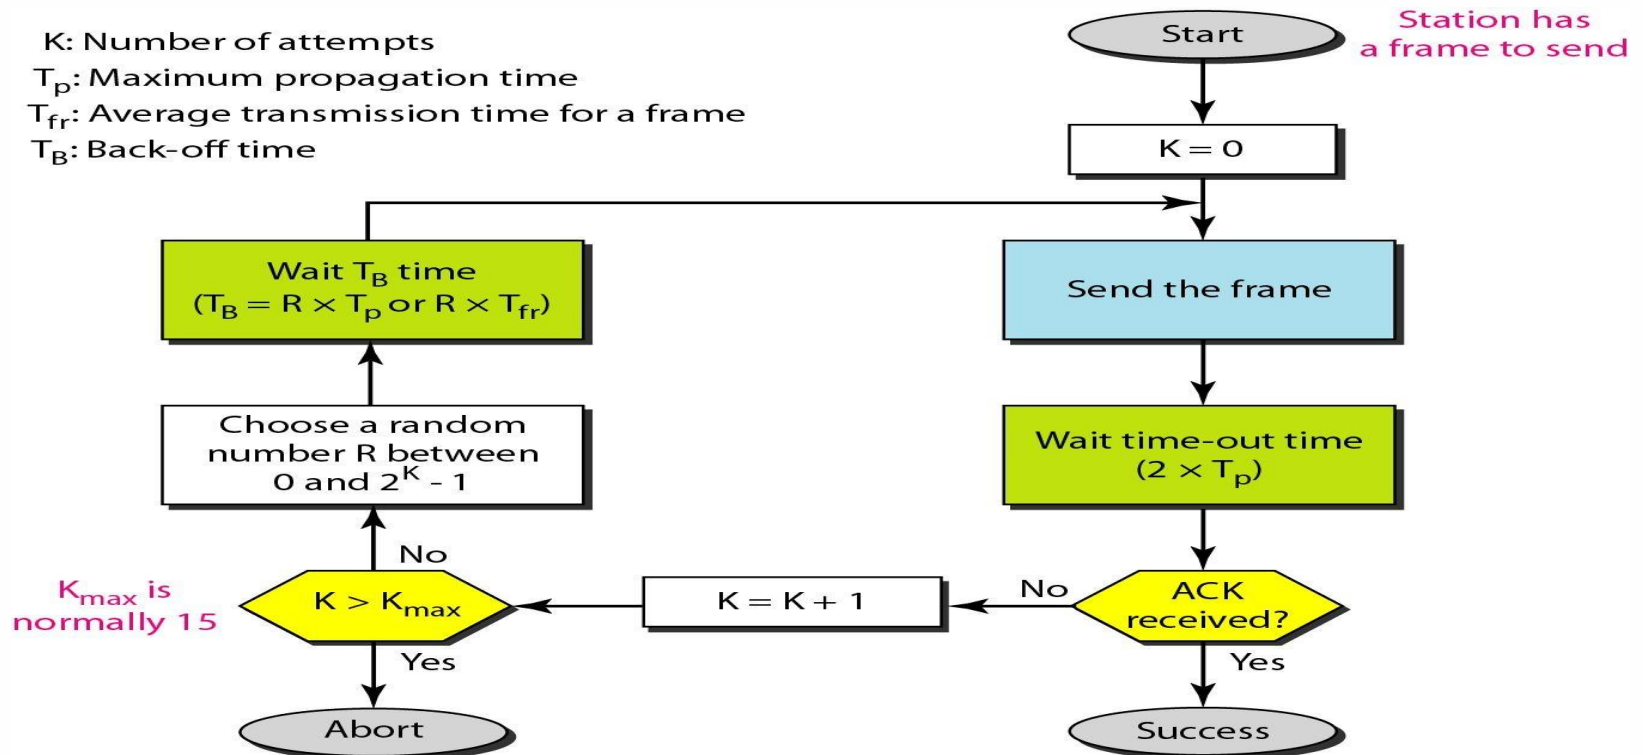 K: Number of attempts
Tp: Maximum propagation time
Tfr: Average transmission time for a frame
TB: Back-off time
Start
Station has
a frame to send
K = 0
Wait TB time
(TB = R × Tp or R × Tfr)
Send the frame
Choose a random
number R between
0 and 2^K - 1
Wait time-out time
(2 × Tp)
No
Kmax is
normally 15
K > Kmax
K = K + 1
No
ACK
received?
Yes
Yes
Abort
Success